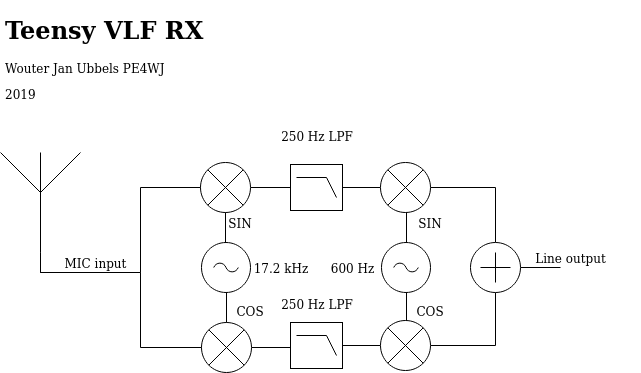 Teensy VLF RX
Wouter Jan Ubbels PE4WJ
2019
250 Hz LPF
SIN
SIN
MIC input
17.2 kHz
600 Hz
Line output
COS
250 Hz LPF
COS